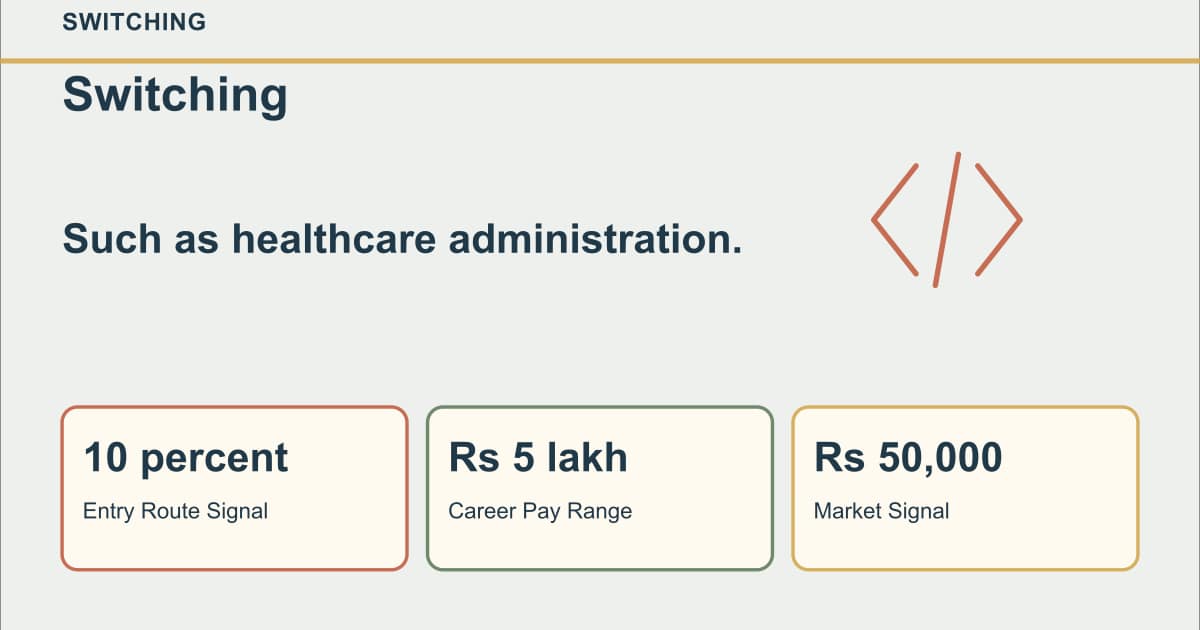 SWITCHING
Switching
Such as healthcare administration.
10 percent
Entry Route Signal
Rs 5 lakh
Career Pay Range
Rs 50,000
Market Signal